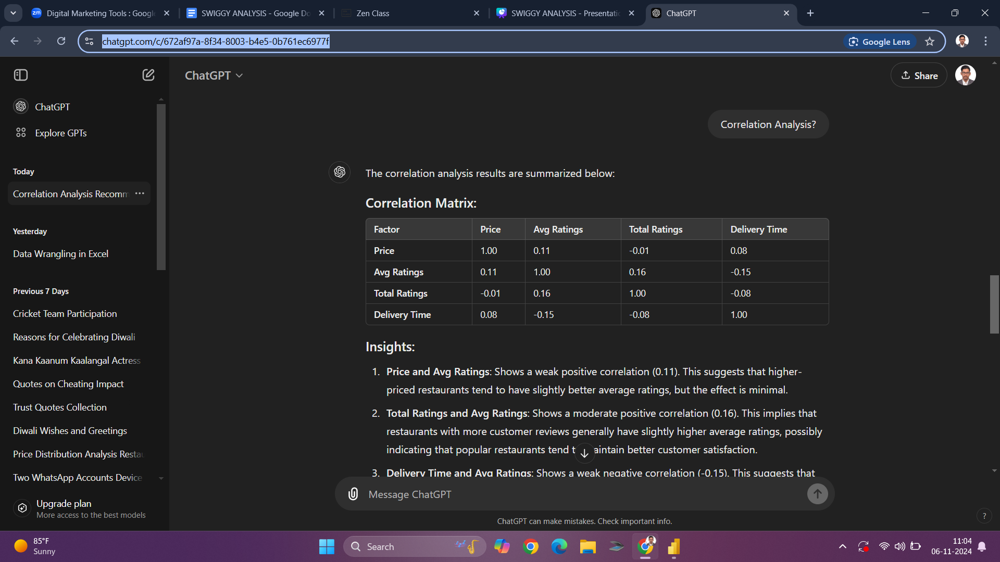 Digital Marketing Tools : Google
SWIGGY ANALYSIS - Google Do
Zen Class
SWIGGY ANALYSIS - Presentatio
ChatGPT
chatgpt.com/c/672af97a-8f34-8003-b4e5-0b761ec6977f
Google Lens
ChatGPT
Share
ChatGPT
Explore GPTs
Today
Correlation Analysis Recomm
Yesterday
Data Wrangling in Excel
Previous 7 Days
Cricket Team Participation
Reasons for Celebrating Diwali
Kana Kaanum Kaalangal Actress
Quotes on Cheating Impact
Trust Quotes Collection
Diwali Wishes and Greetings
Price Distribution Analysis Restau
Two WhatsApp Accounts Device
Upgrade plan
More access to the best models
Correlation Analysis?
The correlation analysis results are summarized below:
Correlation Matrix:
Factor Price Avg Ratings Total Ratings Delivery Time
Price 1.00 0.11 -0.01 0.08
Avg Ratings 0.11 1.00 0.16 -0.15
Total Ratings -0.01 0.16 1.00 -0.08
Delivery Time 0.08 -0.15 -0.08 1.00
Insights:
1. Price and Avg Ratings: Shows a weak positive correlation (0.11). This suggests that higher-
priced restaurants tend to have slightly better average ratings, but the effect is minimal.
2. Total Ratings and Avg Ratings: Shows a moderate positive correlation (0.16). This implies that
restaurants with more customer reviews generally have slightly higher average ratings, possibly
indicating that popular restaurants tend t aintain better customer satisfaction.
3. Delivery Time and Avg Ratings: Shows a weak negative correlation (-0.15). This suggests that
Message ChatGPT
ChatGPT can make mistakes. Check important info.
?
85°F
Sunny
Search
11:04
06-11-2024